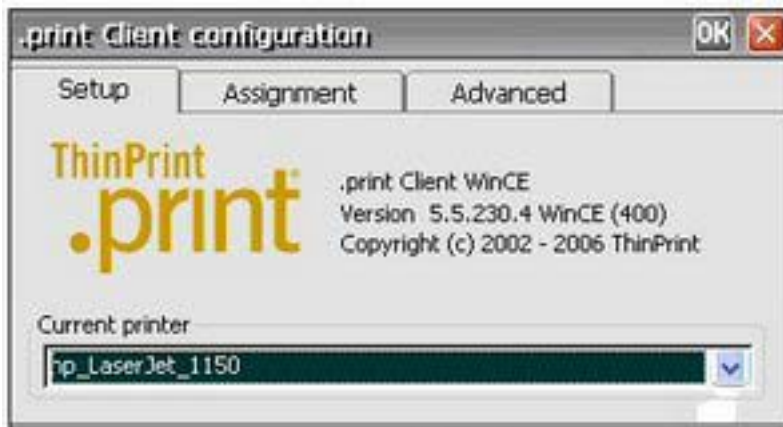 .print Client configuration OK
Setup Assignment Advanced
ThinPrint
.print
.print Client WinCE
Version 5.5.230.4 WinCE (400)
Copyright (c) 2002 - 2006 ThinPrint
Current printer
hp_LaserJet_1150